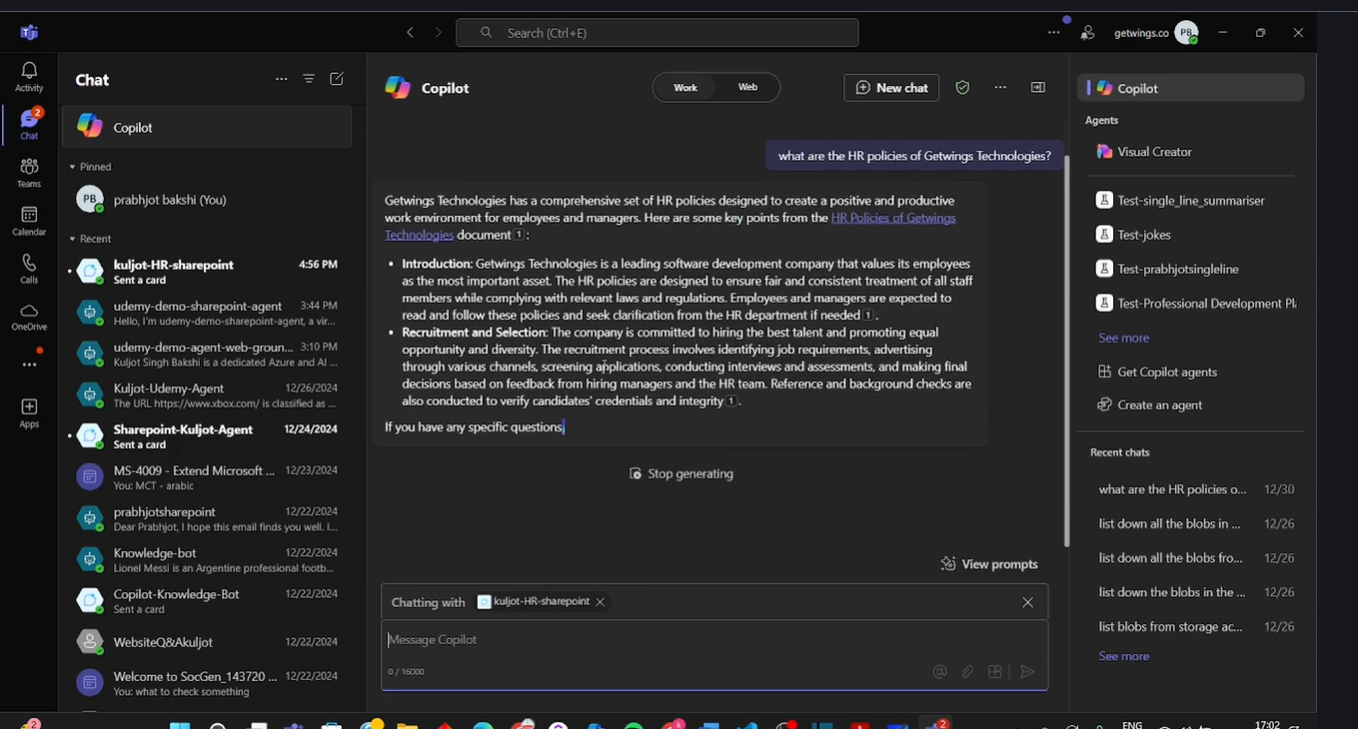 Search (Ctrl+E)
getwings.co
PB
Activity
2
Chat
Teams
Calendar
Calls
OneDrive
Apps
Chat
Copilot
Pinned
PB
prabhjot bakshi (You)
Recent
kuljot-HR-sharepoint 4:56 PM
Sent a card
udemy-demo-sharepoint-agent 3:44 PM
Hello, I'm udemy-demo-sharepoint-agent, a vir...
udemy-demo-agent-web-groun... 3:10 PM
Kuljot Singh Bakshi is a dedicated Azure and AI ...
Kuljot-Udemy-Agent 12/26/2024
The URL https://www.xbox.com/ is classified as ...
Sharepoint-Kuljot-Agent 12/24/2024
Sent a card
MS-4009 - Extend Microsoft ... 12/23/2024
You: MCT - arabic
prabhjotsharepoint 12/22/2024
Dear Prabhjot, I hope this email finds you well. I...
Knowledge-bot 12/22/2024
Lionel Messi is an Argentine professional footb...
Copilot-Knowledge-Bot 12/22/2024
Sent a card
WebsiteQ&Akuljot 12/22/2024
Welcome to SocGen_143720 ... 12/22/2024
You: what to check something
Copilot
Work
Web
New chat
what are the HR policies of Getwings Technologies?
Getwings Technologies has a comprehensive set of HR policies designed to create a positive and productive
work environment for employees and managers. Here are some key points from the HR Policies of Getwings
Technologies document 1 :
• Introduction: Getwings Technologies is a leading software development company that values its employees
as the most important asset. The HR policies are designed to ensure fair and consistent treatment of all staff
members while complying with relevant laws and regulations. Employees and managers are expected to
read and follow these policies and seek clarification from the HR department if needed 1 .
• Recruitment and Selection: The company is committed to hiring the best talent and promoting equal
opportunity and diversity. The recruitment process involves identifying job requirements, advertising
through various channels, screening applications, conducting interviews and assessments, and making final
decisions based on feedback from hiring managers and the HR team. Reference and background checks are
also conducted to verify candidates' credentials and integrity 1 .
If you have any specific questions
Stop generating
View prompts
Chatting with kuljot-HR-sharepoint
Message Copilot
0 / 16000
Copilot
Agents
Visual Creator
Test-single_line_summariser
Test-jokes
Test-prabhjotsingleline
Test-Professional Development Pl
See more
Get Copilot agents
Create an agent
Recent chats
what are the HR policies o... 12/30
list down all the blobs in ... 12/26
list down all the blobs fro... 12/26
list down the blobs in the ... 12/26
list blobs from storage ac... 12/26
See more
2
2
ENG
17:02